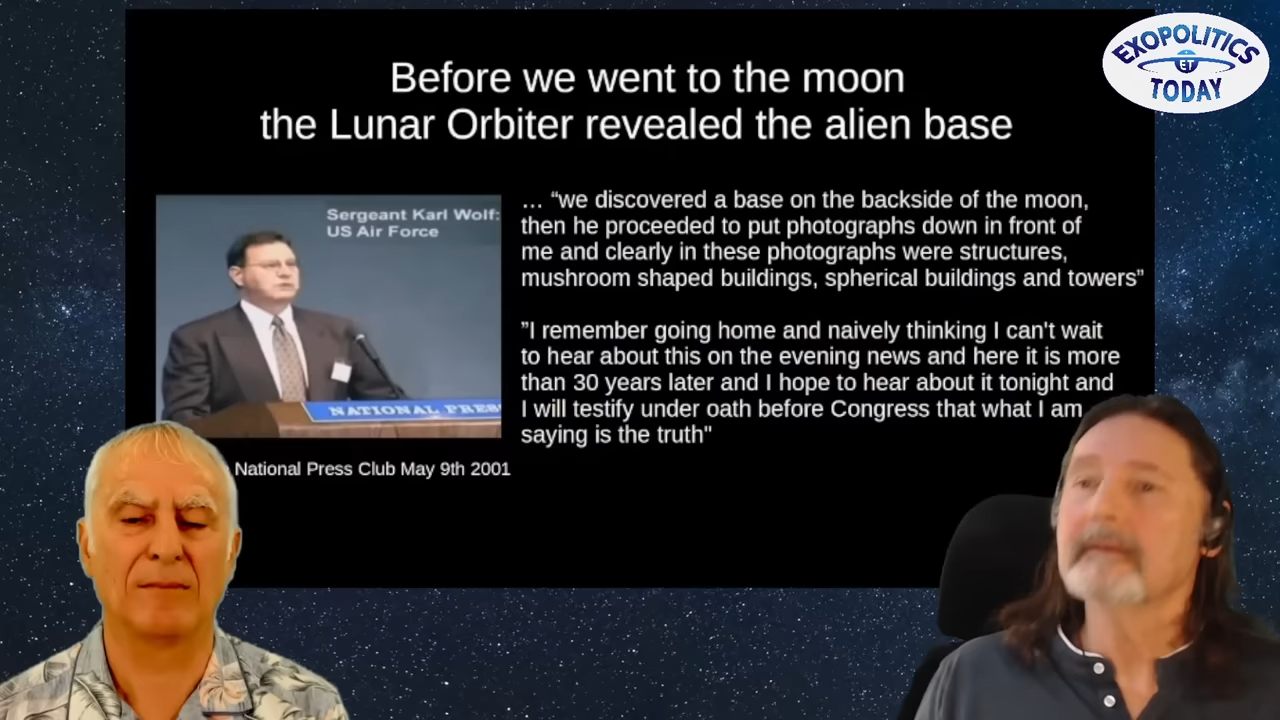 EXOPOLITICS
ET
TODAY
Before we went to the moon
the Lunar Orbiter revealed the alien base
Sergeant Karl Wolf:
US Air Force
NATIONAL PRES
National Press Club May 9th 2001
… “we discovered a base on the backside of the moon,
then he proceeded to put photographs down in front of
me and clearly in these photographs were structures,
mushroom shaped buildings, spherical buildings and towers”
”I remember going home and naively thinking I can't wait
to hear about this on the evening news and here it is more
than 30 years later and I hope to hear about it tonight and
I will testify under oath before Congress that what I am
saying is the truth"